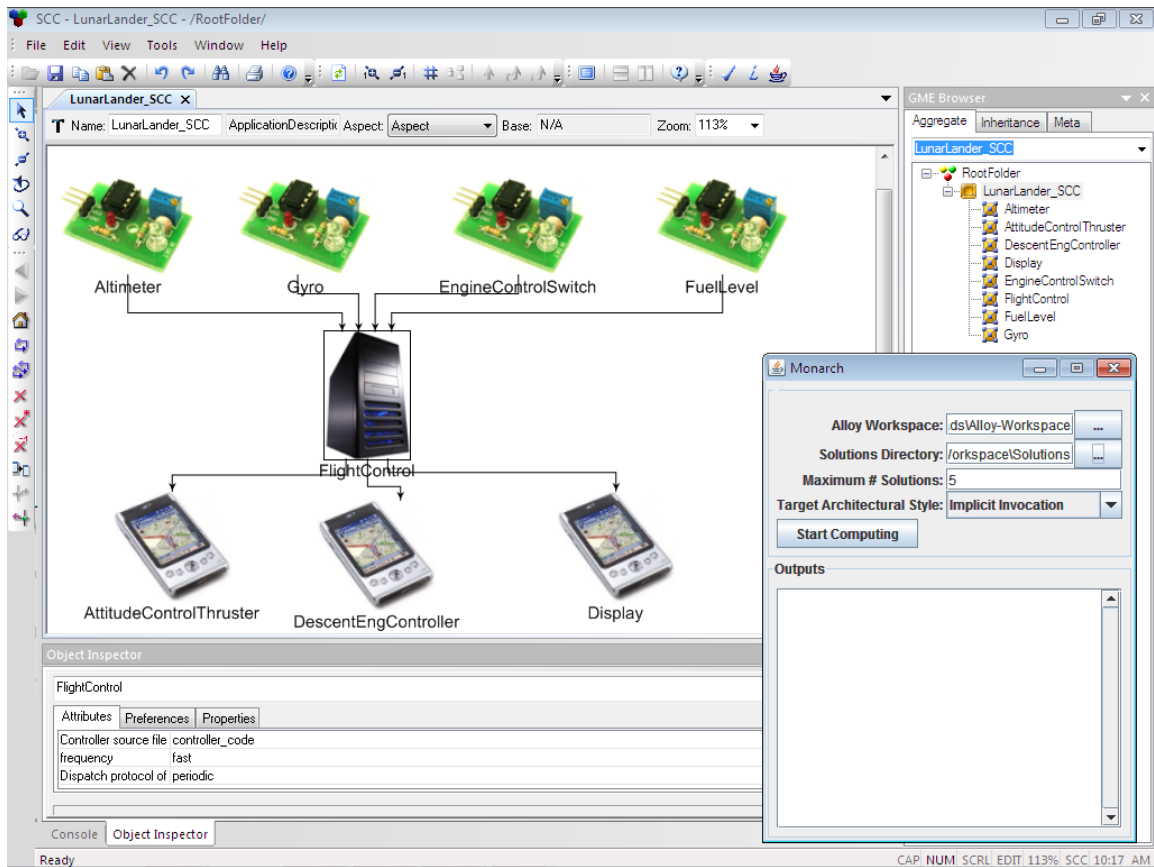 SCC - LunarLander_SCC - /RootFolder/
File Edit View Tools Window Help
LunarLander_SCC
Name: LunarLander_SCC ApplicationDescriptic Aspect: Aspect Base: N/A Zoom: 113%
Altimeter Gyro EngineControlSwitch FuelLevel
FlightControl
AttitudeControlThruster DescentEngController Display
GME Browser
Aggregate Inheritance Meta
LunarLander_SCC
RootFolder
LunarLander_SCC
Altimeter
AttitudeControlThruster
DescentEngController
Display
EngineControlSwitch
FlightControl
FuelLevel
Gyro
Monarch
Alloy Workspace: ds\Alloy-Workspace ...
Solutions Directory: /orkspace\Solutions ...
Maximum # Solutions: 5
Target Architectural Style: Implicit Invocation
Start Computing
Outputs
Object Inspector
FlightControl
Attributes Preferences Properties
Controller source file controller_code
frequency fast
Dispatch protocol of periodic
Console Object Inspector
Ready
CAP NUM SCRL EDIT 113% SCC 10:17 AM